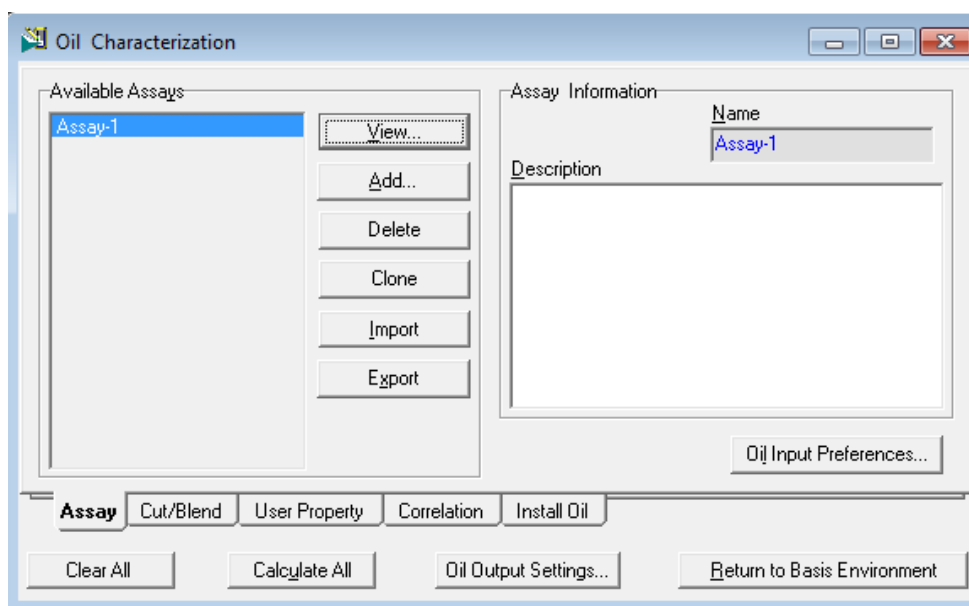 Oil Characterization
Available Assays
Assay-1
View...
Add...
Delete
Clone
Import
Export
Assay Information
Name
Assay-1
Description
Oil Input Preferences...
Assay
Cut/Blend
User Property
Correlation
Install Oil
Clear All
Calculate All
Oil Output Settings...
Return to Basis Environment